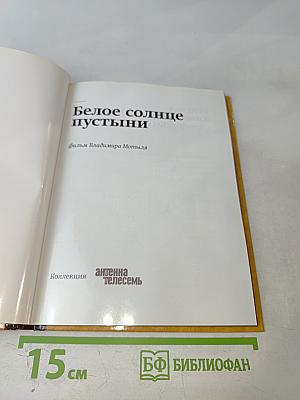 Белое солнце
пустыни
фильм Владимира Мотыля
Коллекция
антенна
телесемь
15 см
БФ БИБЛИОФАН